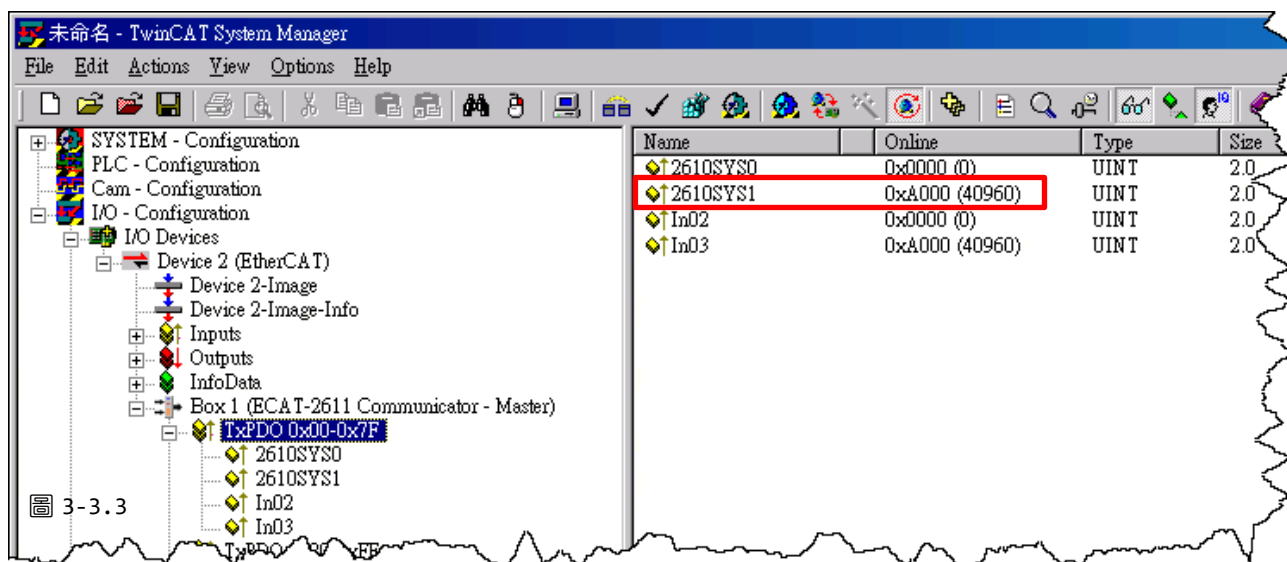 未命名 - TwinCAT System Manager
File Edit Actions View Options Help
SYSTEM - Configuration
PLC - Configuration
Cam - Configuration
I/O - Configuration
I/O Devices
Device 2 (EtherCAT)
Device 2-Image
Device 2-Image-Info
Inputs
Outputs
InfoData
Box 1 (ECAT-2611 Communicator - Master)
TxPDO 0x00-0x7F
2610SYS0
2610SYS1
In02
In03
圖 3-3.3
Name Online Type Size
2610SYS0 0x0000 (0) UINT 2.0
2610SYS1 0xA000 (40960) UINT 2.0
In02 0x0000 (0) UINT 2.0
In03 0xA000 (40960) UINT 2.0